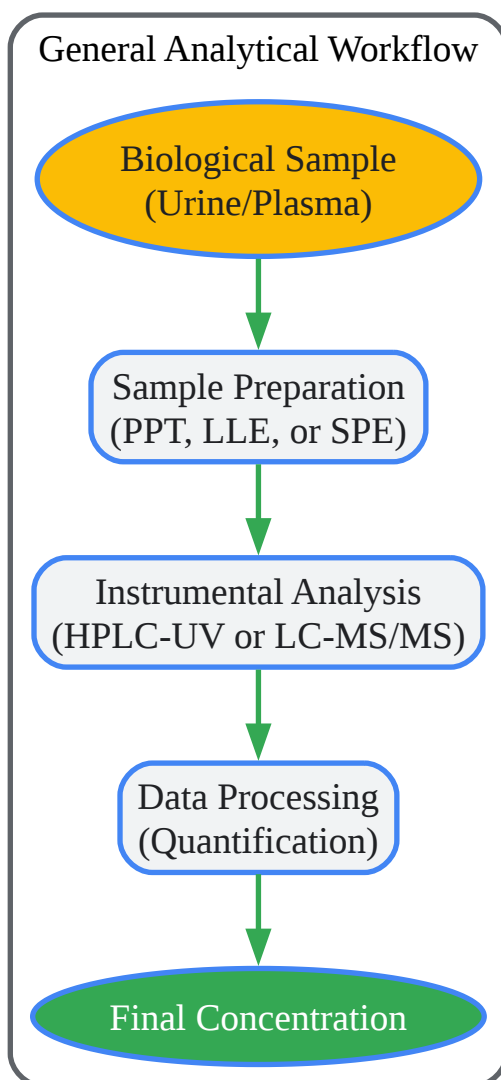 General Analytical Workflow
Biological Sample
(Urine/Plasma)
Sample Preparation
(PPT, LLE, or SPE)
Instrumental Analysis
(HPLC-UV or LC-MS/MS)
Data Processing
(Quantification)
Final Concentration